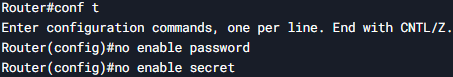 Router#conf t
Enter configuration commands, one per line. End with CNTL/Z.
Router(config)#no enable password
Router(config)#no enable secret